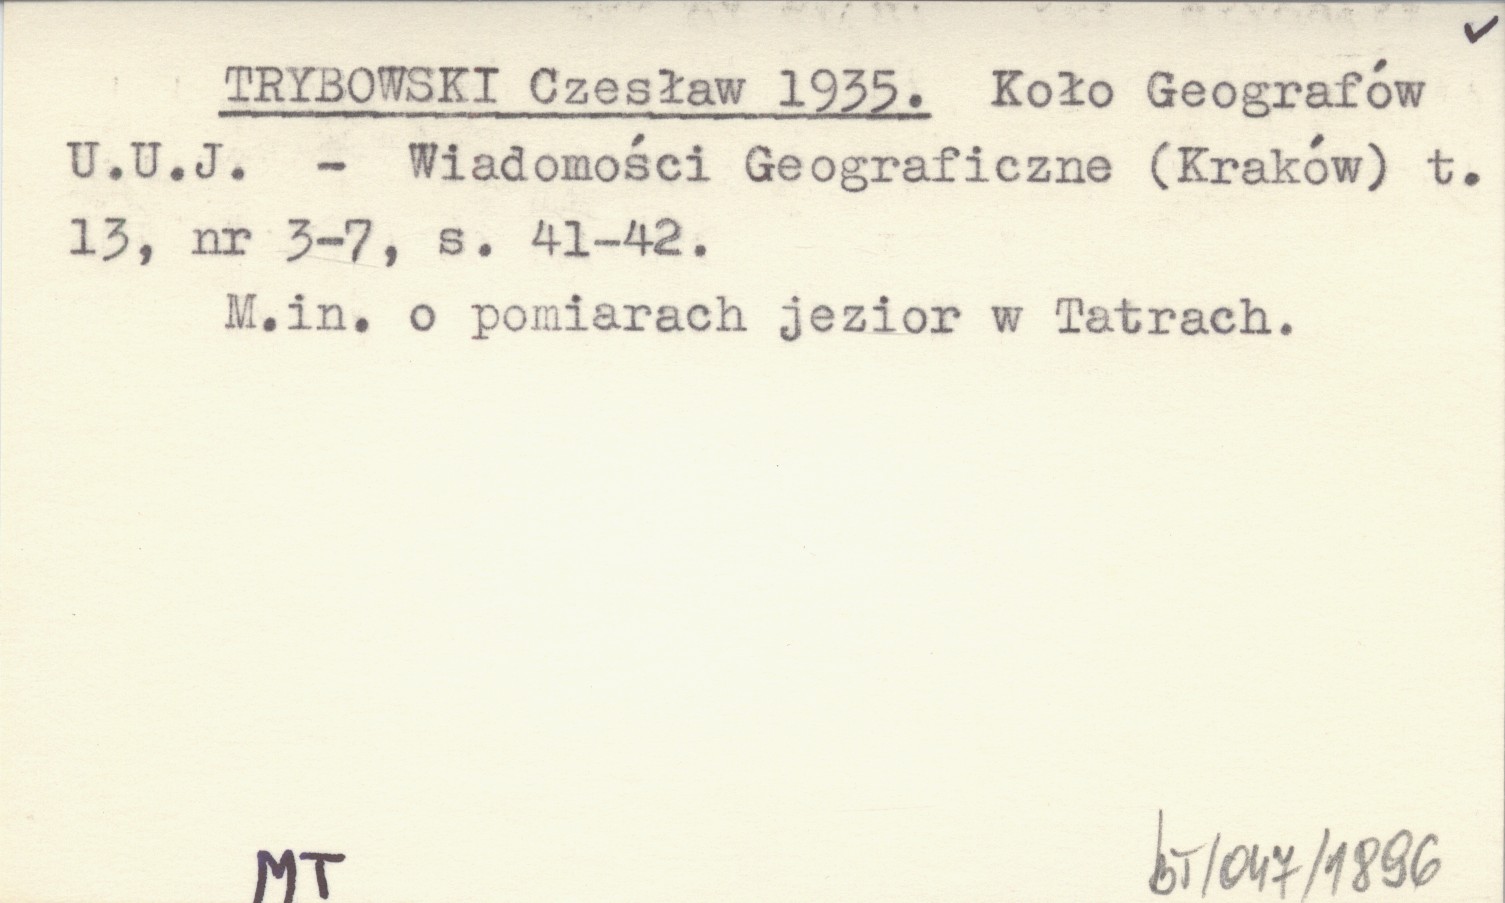 TRYBOWSKI Czesław 1935. Koło Geografów
U.U.J. - Wiadomości Geograficzne (Kraków) t.
13, nr 3-7, s. 41-42.
M.in. o pomiarach jezior w Tatrach.
MT
bT/047/1896